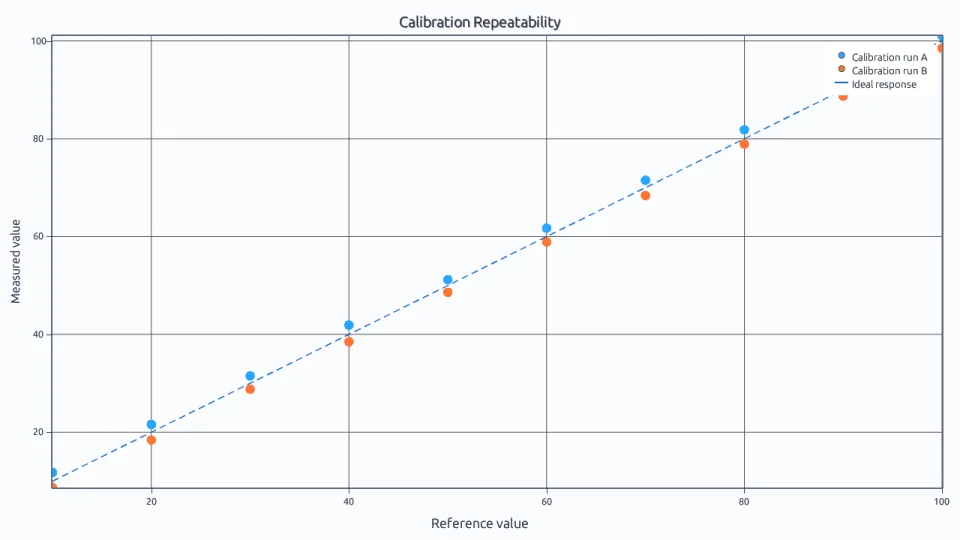 Calibration Repeatability
100
80
60
40
20
Measured value
Calibration run A
Calibration run B
Ideal response
20
40
60
80
100
Reference value